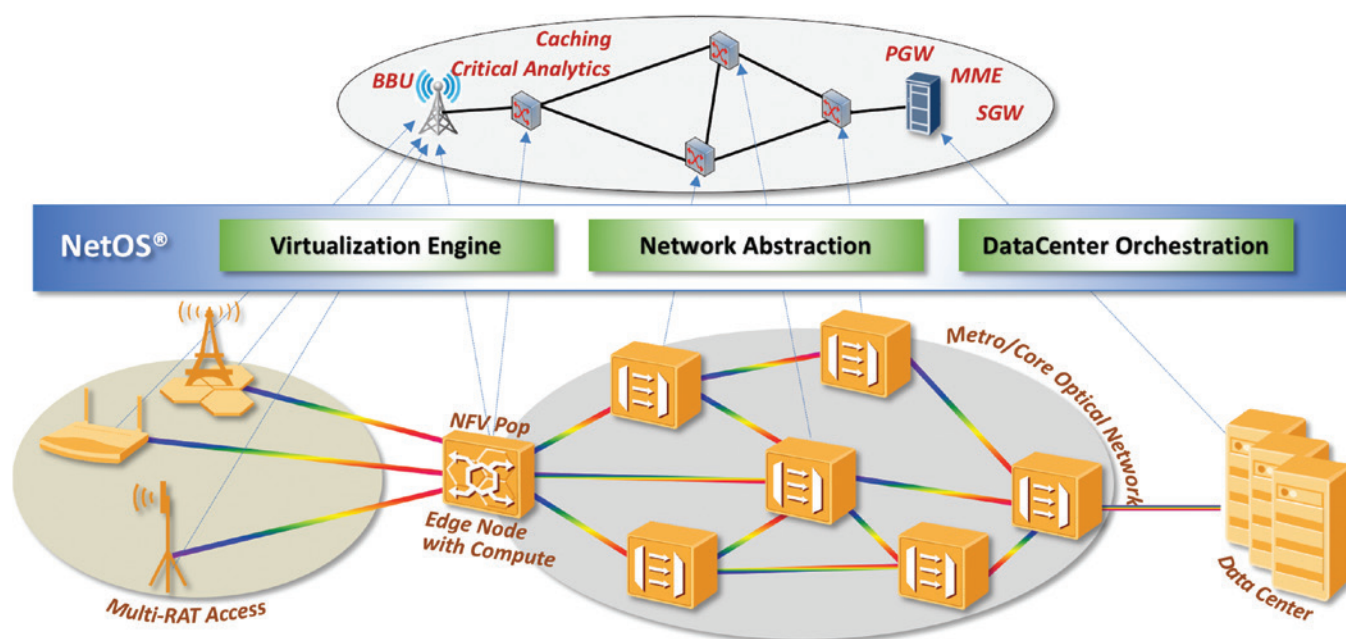 Caching
Critical Analytics
BBU
PGW
MME
SGW
NetOS®
Virtualization Engine
Network Abstraction
DataCenter Orchestration
NFV Pop
Edge Node
with Compute
Metro/Core Optical Network
Multi-RAT Access
Data Center